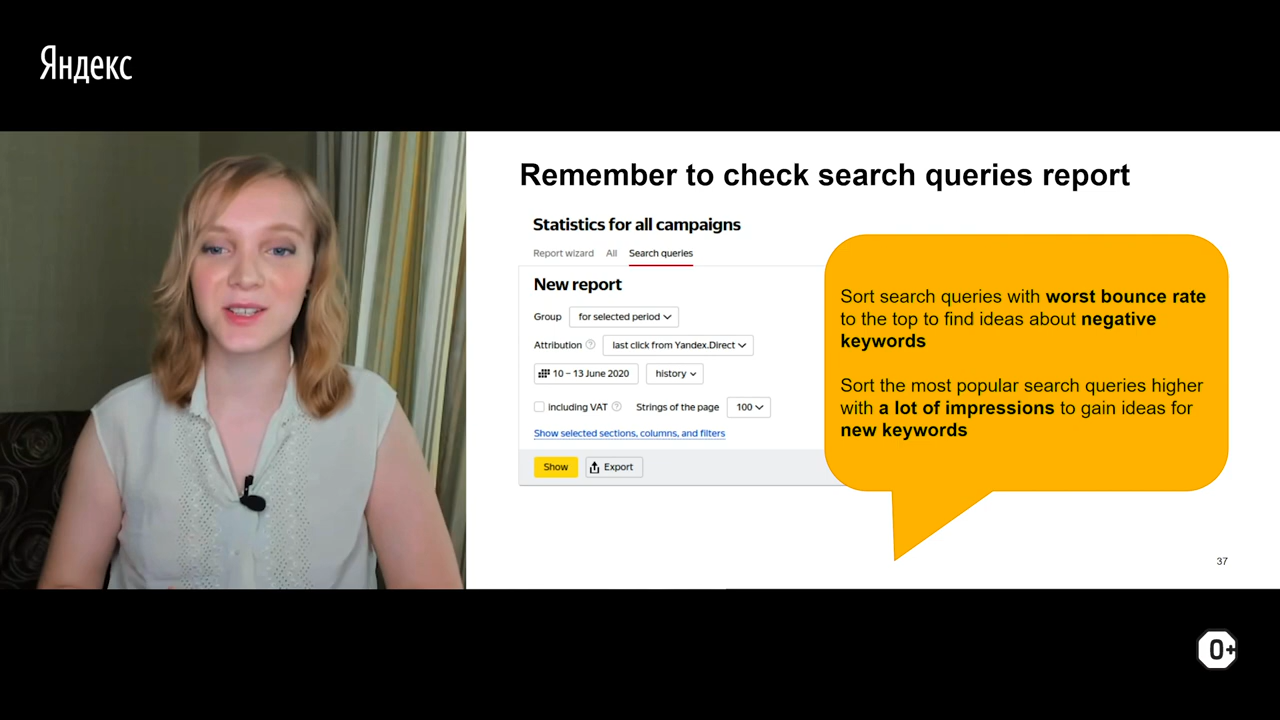 Яндекс
Remember to check search queries report
Statistics for all campaigns
Report wizard All Search queries
New report
Group for selected period
Attribution ? last click from Yandex.Direct
10 – 13 June 2020 history
including VAT ? Strings of the page 100
Show selected sections, columns, and filters
Show Export
Sort search queries with worst bounce rate
to the top to find ideas about negative
keywords
Sort the most popular search queries higher
with a lot of impressions to gain ideas for
new keywords
37
0+